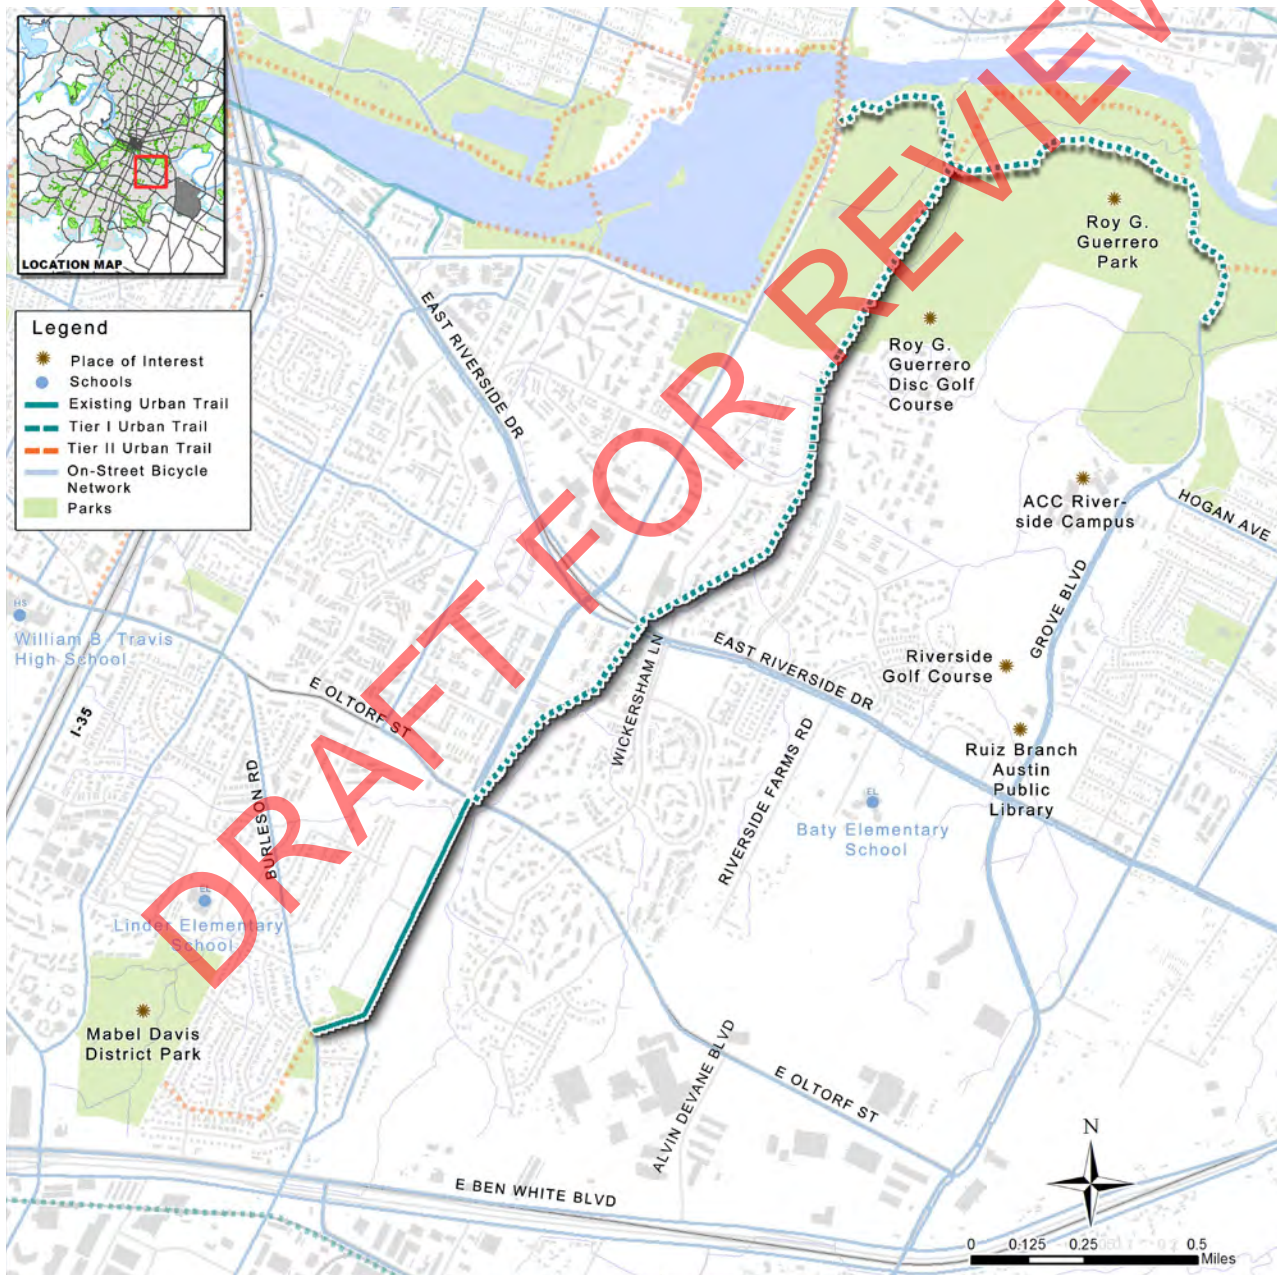 LOCATION MAP
Legend
Place of Interest
Schools
Existing Urban Trail
Tier I Urban Trail
Tier II Urban Trail
On-Street Bicycle
Network
Parks
DRAFT FOR REVIEW
EAST RIVERSIDE DR
Roy G.
Guerrero
Park
Roy G.
Guerrero
Disc Golf
Course
ACC River-
side Campus
HOGAN AVE
GROVE BLVD
HS
William B. Travis
High School
I-35
E OLTORF ST
WICKERSHAM LN
EAST RIVERSIDE DR
Riverside
Golf Course
RIVERSIDE FARMS RD
Ruiz Branch
Austin
Public
Library
BURLESON RD
EL
Baty Elementary
School
EL
Linder Elementary
School
Mabel Davis
District Park
ALVIN DEVANE BLVD
E OLTORF ST
E BEN WHITE BLVD
N
0 0.125 0.25 0.5
Miles